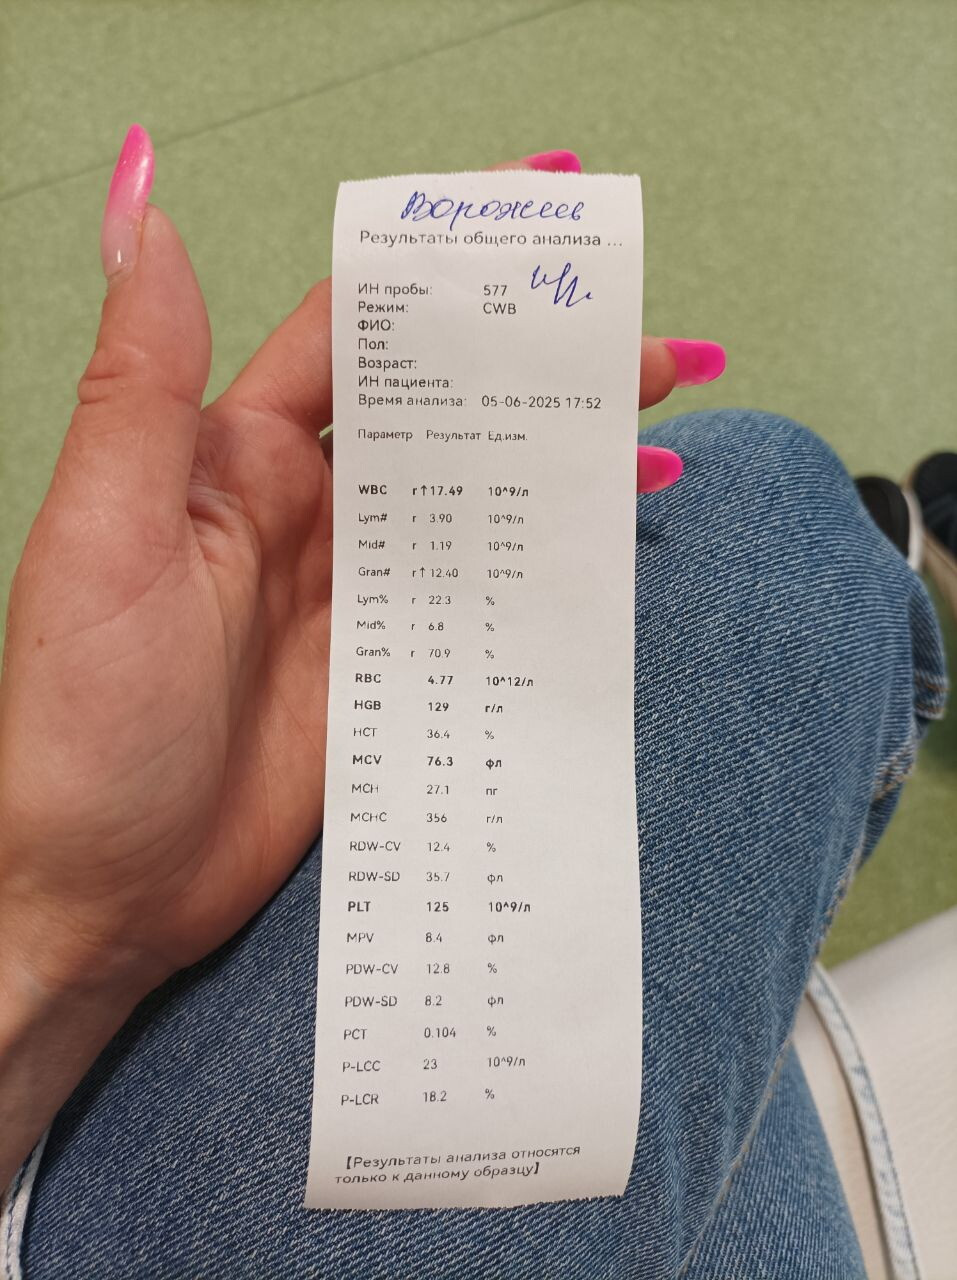 Ворожеев
Результаты общего анализа ...
ИН пробы: 577
Режим: CWB
ФИО:
Пол:
Возраст:
ИН пациента:
Время анализа: 05-06-2025 17:52
Параметр Результат Ед.изм.
WBC r↑17.49 10^9/л
Lym# r 3.90 10^9/л
Mid# r 1.19 10^9/л
Gran# r↑12.40 10^9/л
Lym% r 22.3 %
Mid% r 6.8 %
Gran% r 70.9 %
RBC 4.77 10^12/л
HGB 129 г/л
HCT 36.4 %
MCV 76.3 фл
MCH 27.1 пг
MCHC 356 г/л
RDW-CV 12.4 %
RDW-SD 35.7 фл
PLT 125 10^9/л
MPV 8.4 фл
PDW-CV 12.8 %
PDW-SD 8.2 фл
PCT 0.104 %
P-LCC 23 10^9/л
P-LCR 18.2 %
【Результаты анализа относятся
только к данному образцу】